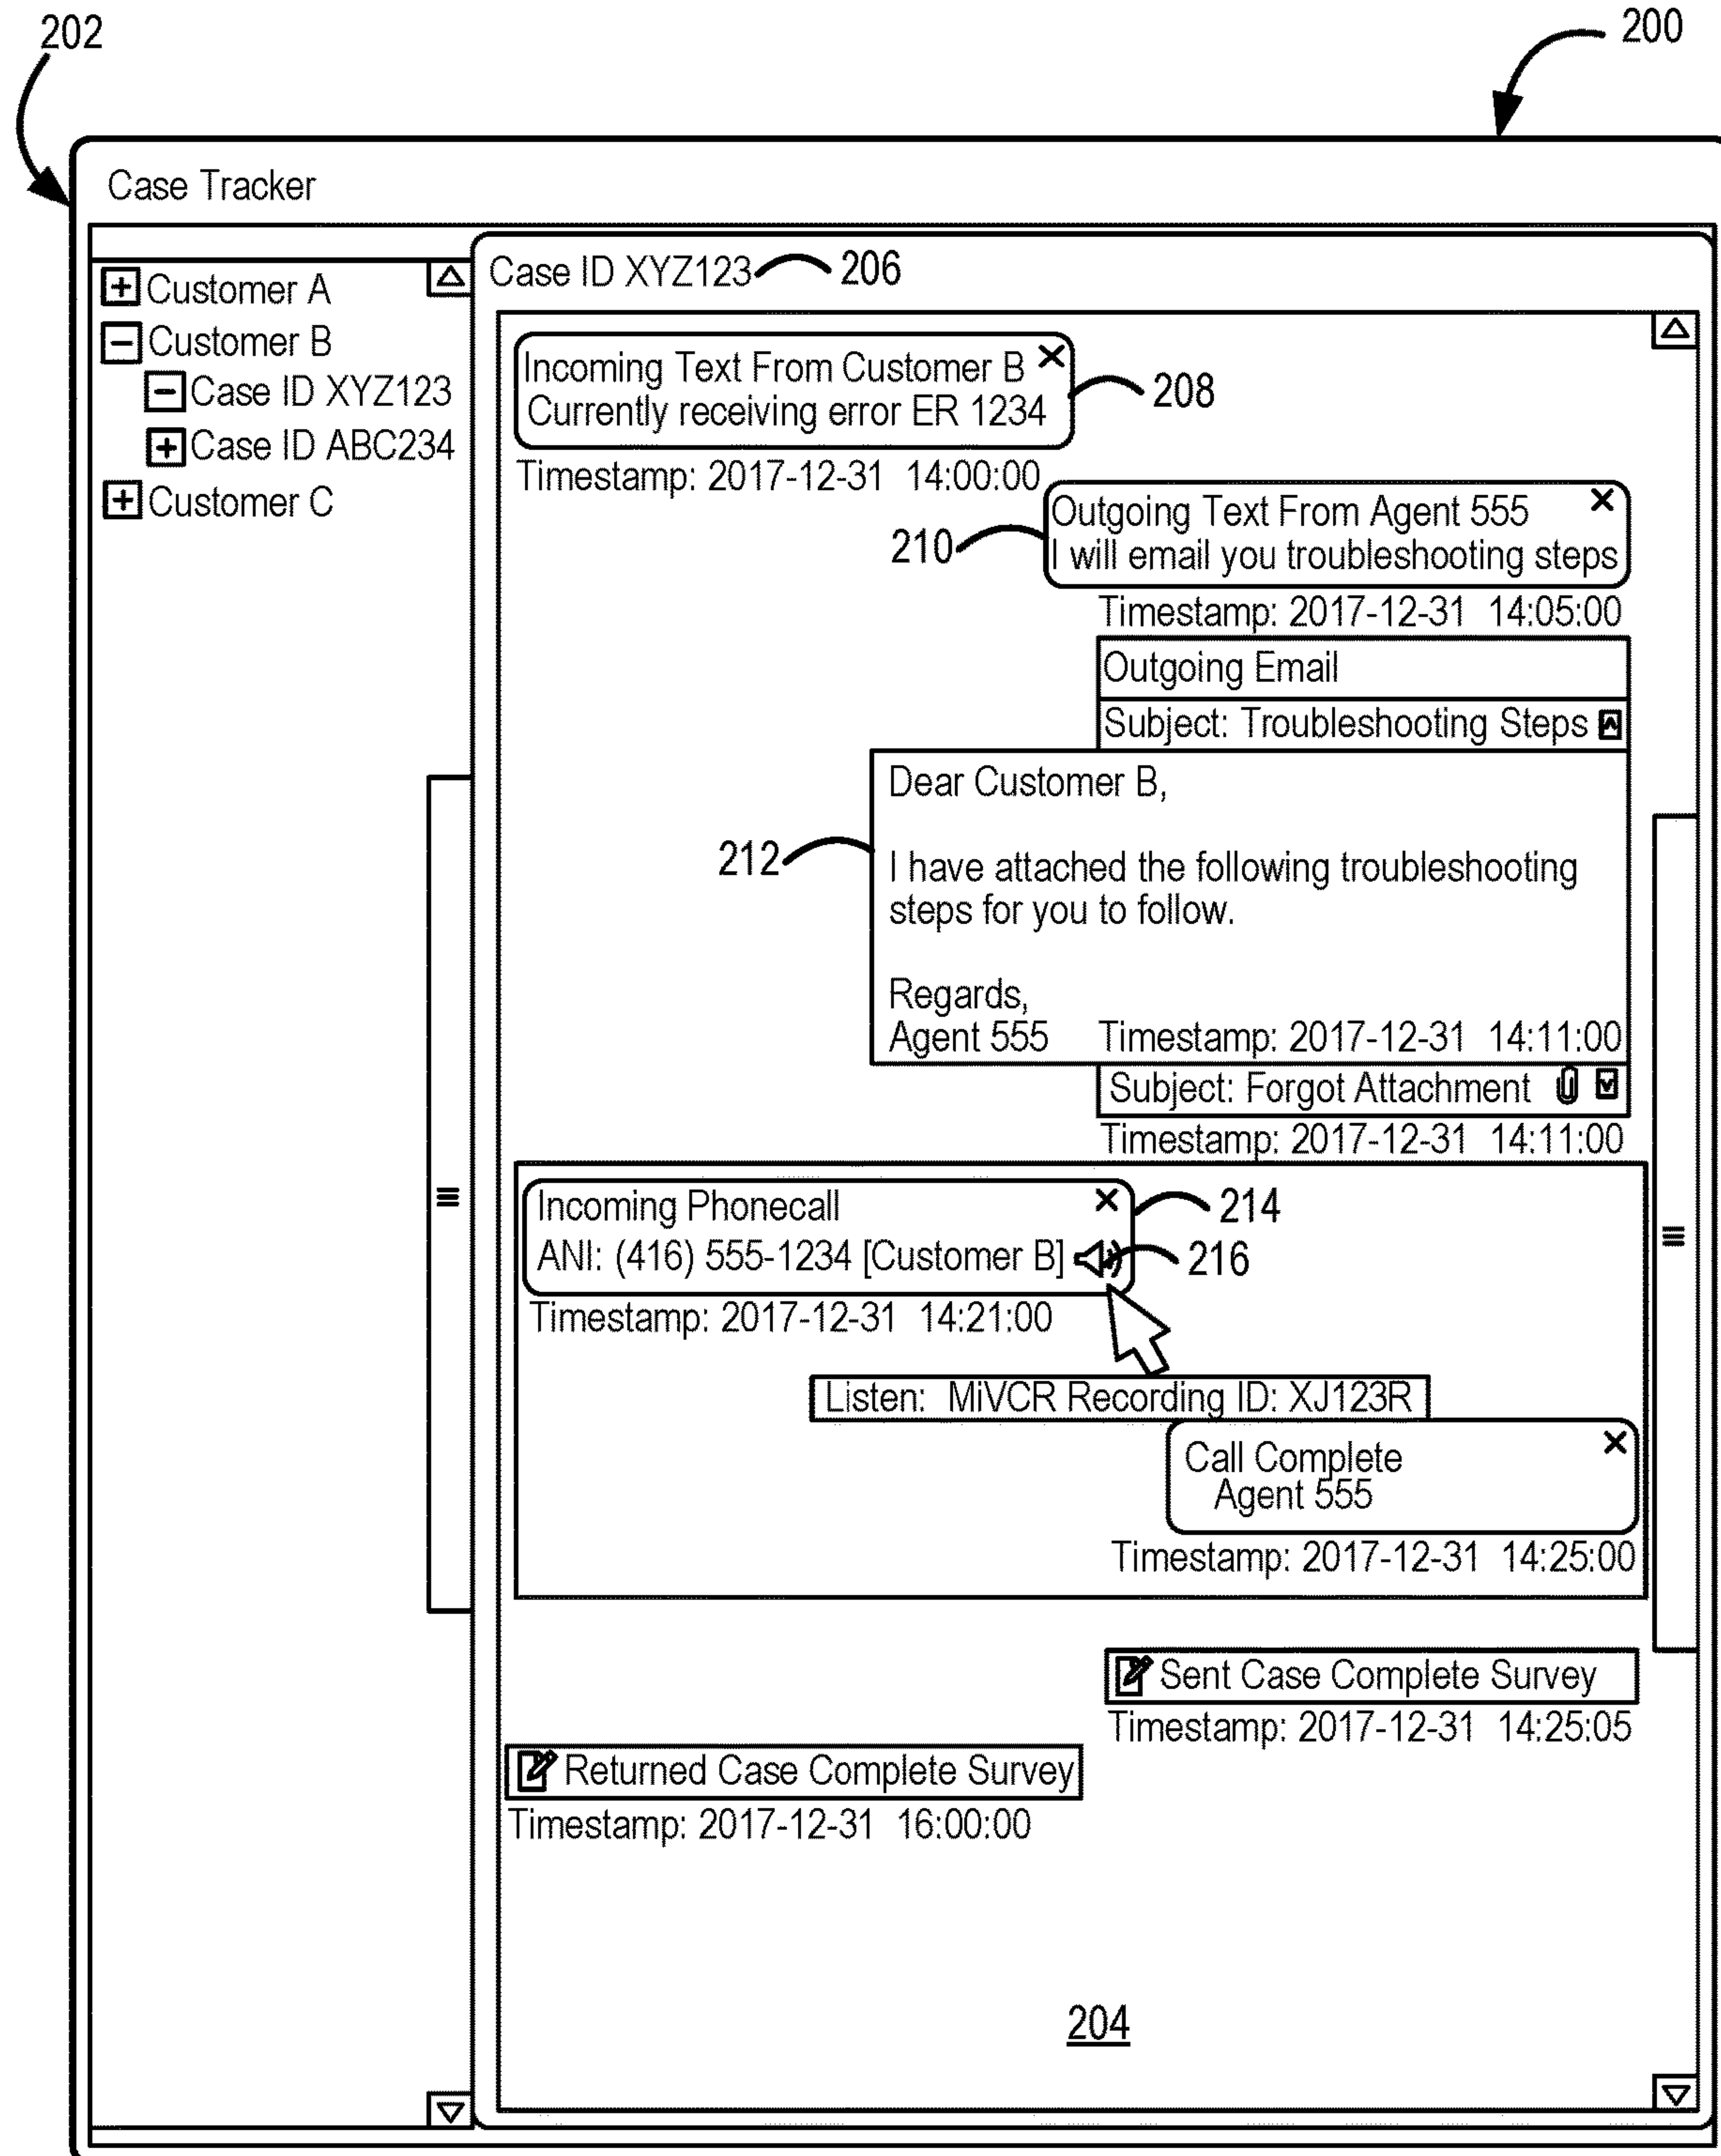 202
200
Case Tracker
Customer A
Customer B
Case ID XYZ123
Case ID ABC234
Customer C
Case ID XYZ123 206
Incoming Text From Customer B
Currently receiving error ER 1234
208
Timestamp: 2017-12-31 14:00:00
Outgoing Text From Agent 555
I will email you troubleshooting steps
210
Timestamp: 2017-12-31 14:05:00
Outgoing Email
Subject: Troubleshooting Steps
Dear Customer B,
212
I have attached the following troubleshooting
steps for you to follow.
Regards,
Agent 555 Timestamp: 2017-12-31 14:11:00
Subject: Forgot Attachment
Timestamp: 2017-12-31 14:11:00
Incoming Phonecall
214
ANI: (416) 555-1234 [Customer B]
216
Timestamp: 2017-12-31 14:21:00
Listen: MiVCR Recording ID: XJ123R
Call Complete
Agent 555
Timestamp: 2017-12-31 14:25:00
Sent Case Complete Survey
Timestamp: 2017-12-31 14:25:05
Returned Case Complete Survey
Timestamp: 2017-12-31 16:00:00
204